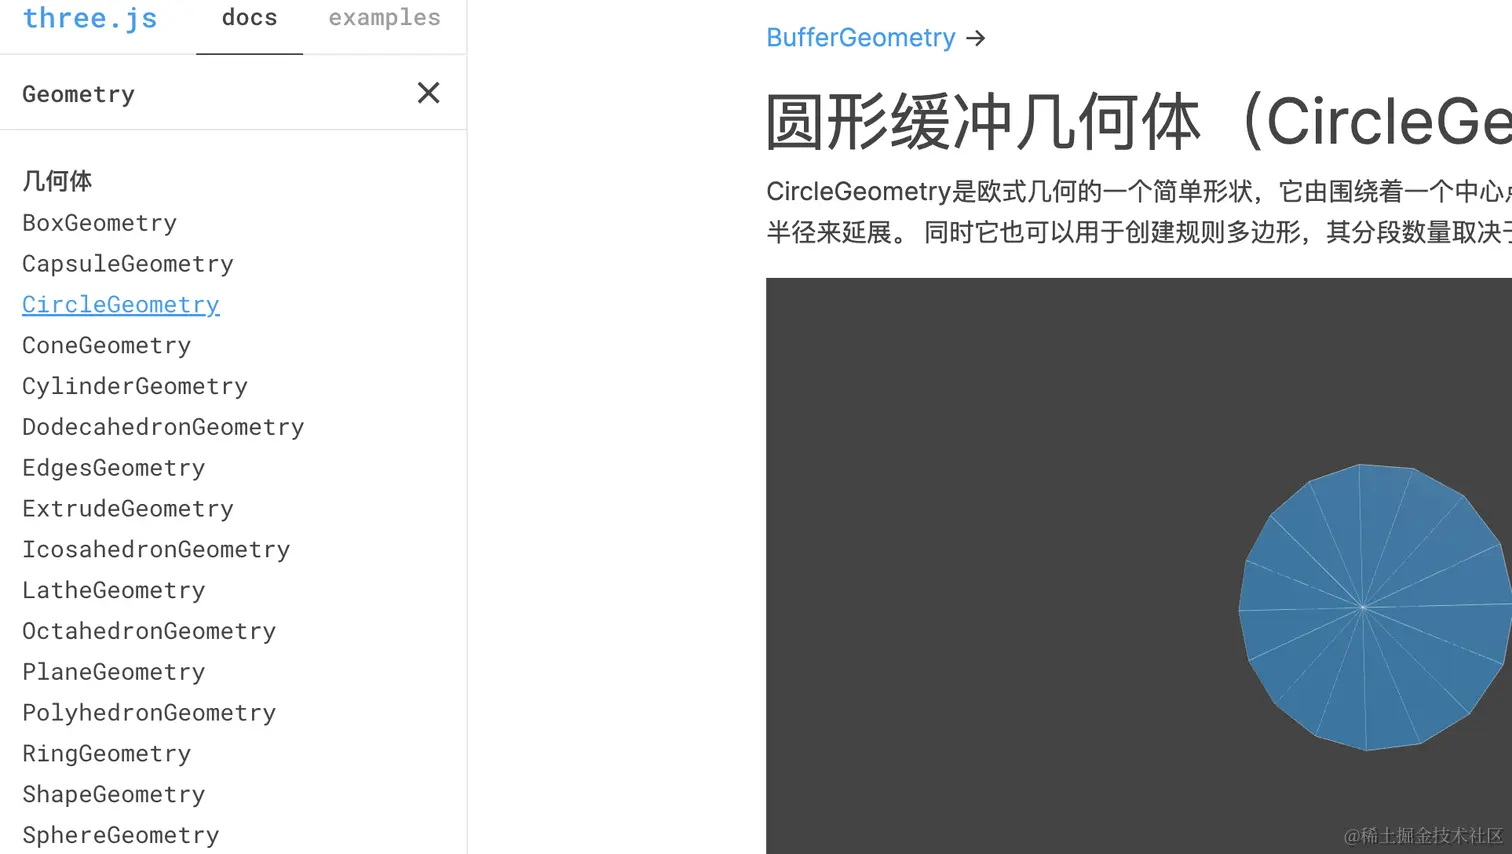 three.js docs examples
Geometry
几何体
BoxGeometry
CapsuleGeometry
CircleGeometry
ConeGeometry
CylinderGeometry
DodecahedronGeometry
EdgesGeometry
ExtrudeGeometry
IcosahedronGeometry
LatheGeometry
OctahedronGeometry
PlaneGeometry
PolyhedronGeometry
RingGeometry
ShapeGeometry
SphereGeometry
BufferGeometry →
圆形缓冲几何体（CircleGe
CircleGeometry是欧式几何的一个简单形状，它由围绕着一个中心点
半径来延展。 同时它也可以用于创建规则多边形，其分段数量取决于
@稀土掘金技术社区